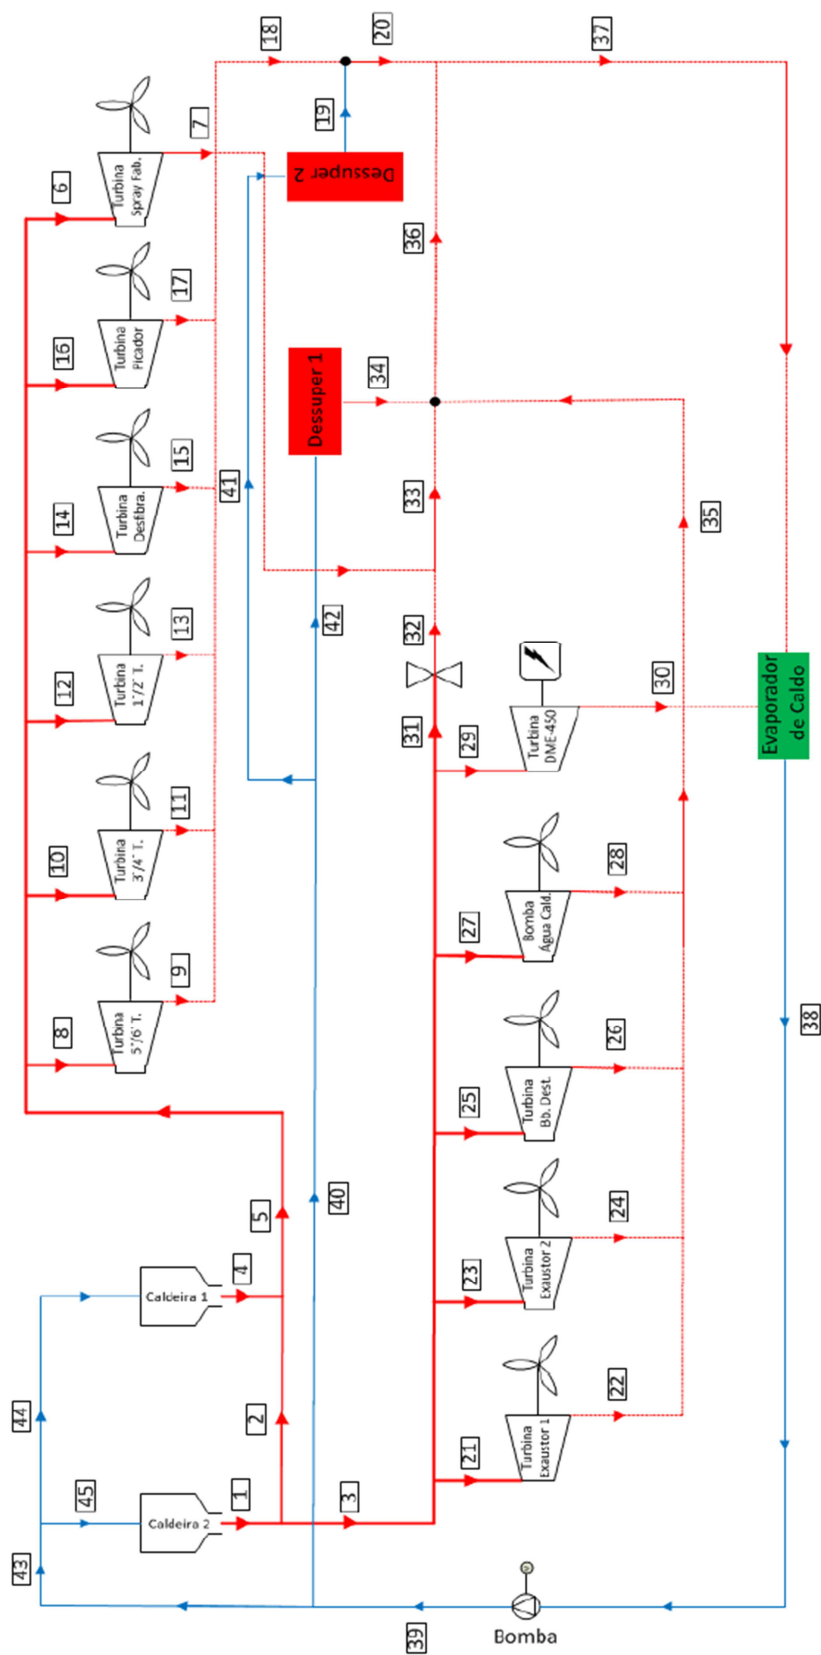 18
20
37
7
19
6
Turbina
Spray Fab.
Dessuper 2
36
17
16
Turbina
Picador
Dessuper 1
34
15
41
33
35
14
Turbina
Desfibra.
13
42
32
12
Turbina
1°/2° T.
31
29
30
Turbina
DME-450
Evaporador
de Caldo
11
10
Turbina
3°/4° T.
28
27
Bomba
Água Cald.
9
8
Turbina
5°/6° T.
26
38
25
Turbina
Bb. Dest.
5
40
4
24
Caldeira 1
23
Turbina
Exaustor 2
44
2
22
45
21
Turbina
Exaustor 1
1
3
Caldeira 2
43
39
Bomba